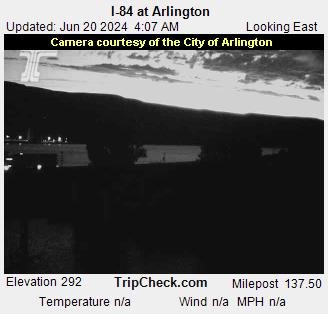 I-84 at Arlington
Updated: Jun 20 2024 4:07 AM Looking East
Camera courtesy of the City of Arlington
Elevation 292 TripCheck.com Milepost 137.50
Temperature n/a Wind n/a MPH n/a